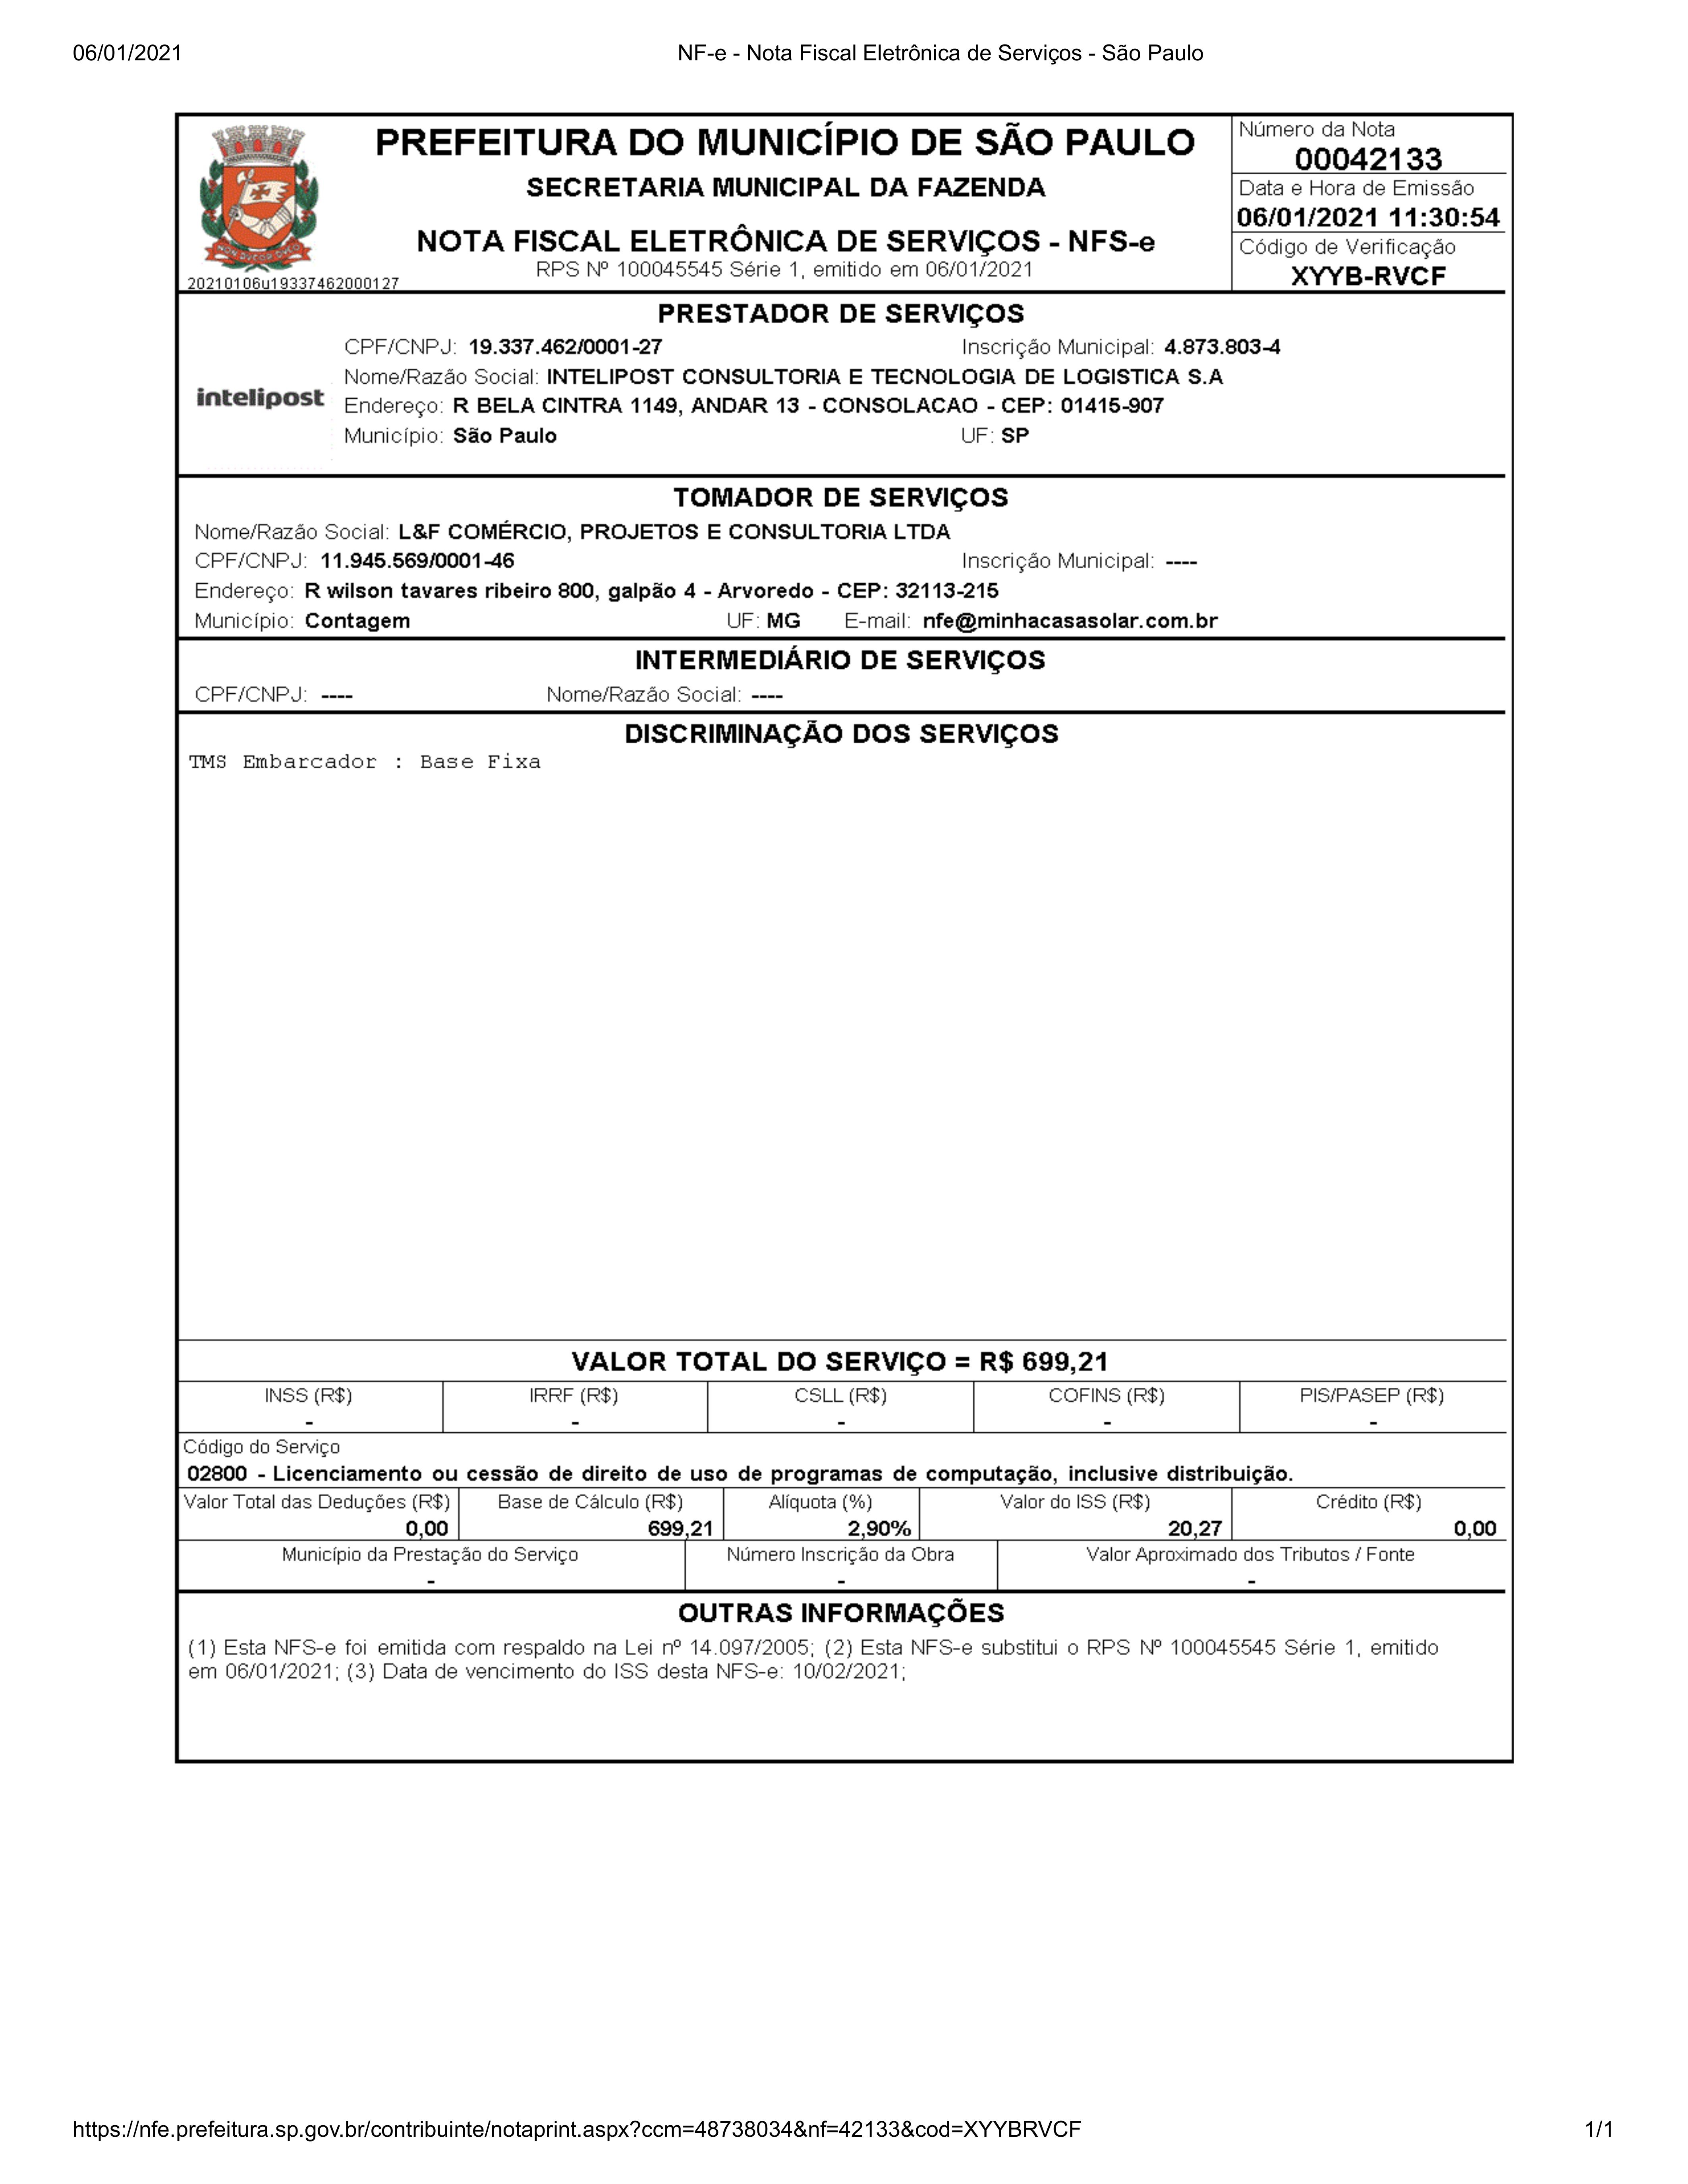 06/01/2021 NF-e - Nota Fiscal Eletrônica de Serviços - São Paulo
PREFEITURA DO MUNICÍPIO DE SÃO PAULO
SECRETARIA MUNICIPAL DA FAZENDA
NOTA FISCAL ELETRÔNICA DE SERVIÇOS - NFS-e
RPS Nº 100045545 Série 1, emitido em 06/01/2021
20210106u19337462000127
Número da Nota
00042133
Data e Hora de Emissão
06/01/2021 11:30:54
Código de Verificação
XYYB-RVCF
PRESTADOR DE SERVIÇOS
intelipost
CPF/CNPJ: 19.337.462/0001-27 Inscrição Municipal: 4.873.803-4
Nome/Razão Social: INTELIPOST CONSULTORIA E TECNOLOGIA DE LOGISTICA S.A
Endereço: R BELA CINTRA 1149, ANDAR 13 - CONSOLACAO - CEP: 01415-907
Município: São Paulo UF: SP
TOMADOR DE SERVIÇOS
Nome/Razão Social: L&F COMÉRCIO, PROJETOS E CONSULTORIA LTDA
CPF/CNPJ: 11.945.569/0001-46 Inscrição Municipal: ----
Endereço: R wilson tavares ribeiro 800, galpão 4 - Arvoredo - CEP: 32113-215
Município: Contagem UF: MG E-mail: nfe@minhacasasolar.com.br
INTERMEDIÁRIO DE SERVIÇOS
CPF/CNPJ: ---- Nome/Razão Social: ----
DISCRIMINAÇÃO DOS SERVIÇOS
TMS Embarcador : Base Fixa
VALOR TOTAL DO SERVIÇO = R$ 699,21
INSS (R$) IRRF (R$) CSLL (R$) COFINS (R$) PIS/PASEP (R$)
- - - - -
Código do Serviço
02800 - Licenciamento ou cessão de direito de uso de programas de computação, inclusive distribuição.
Valor Total das Deduções (R$) Base de Cálculo (R$) Alíquota (%) Valor do ISS (R$) Crédito (R$)
0,00 699,21 2,90% 20,27 0,00
Município da Prestação do Serviço Número Inscrição da Obra Valor Aproximado dos Tributos / Fonte
- - -
OUTRAS INFORMAÇÕES
(1) Esta NFS-e foi emitida com respaldo na Lei nº 14.097/2005; (2) Esta NFS-e substitui o RPS Nº 100045545 Série 1, emitido
em 06/01/2021; (3) Data de vencimento do ISS desta NFS-e: 10/02/2021;
https://nfe.prefeitura.sp.gov.br/contribuinte/notaprint.aspx?ccm=48738034&nf=42133&cod=XYYBRVCF 1/1